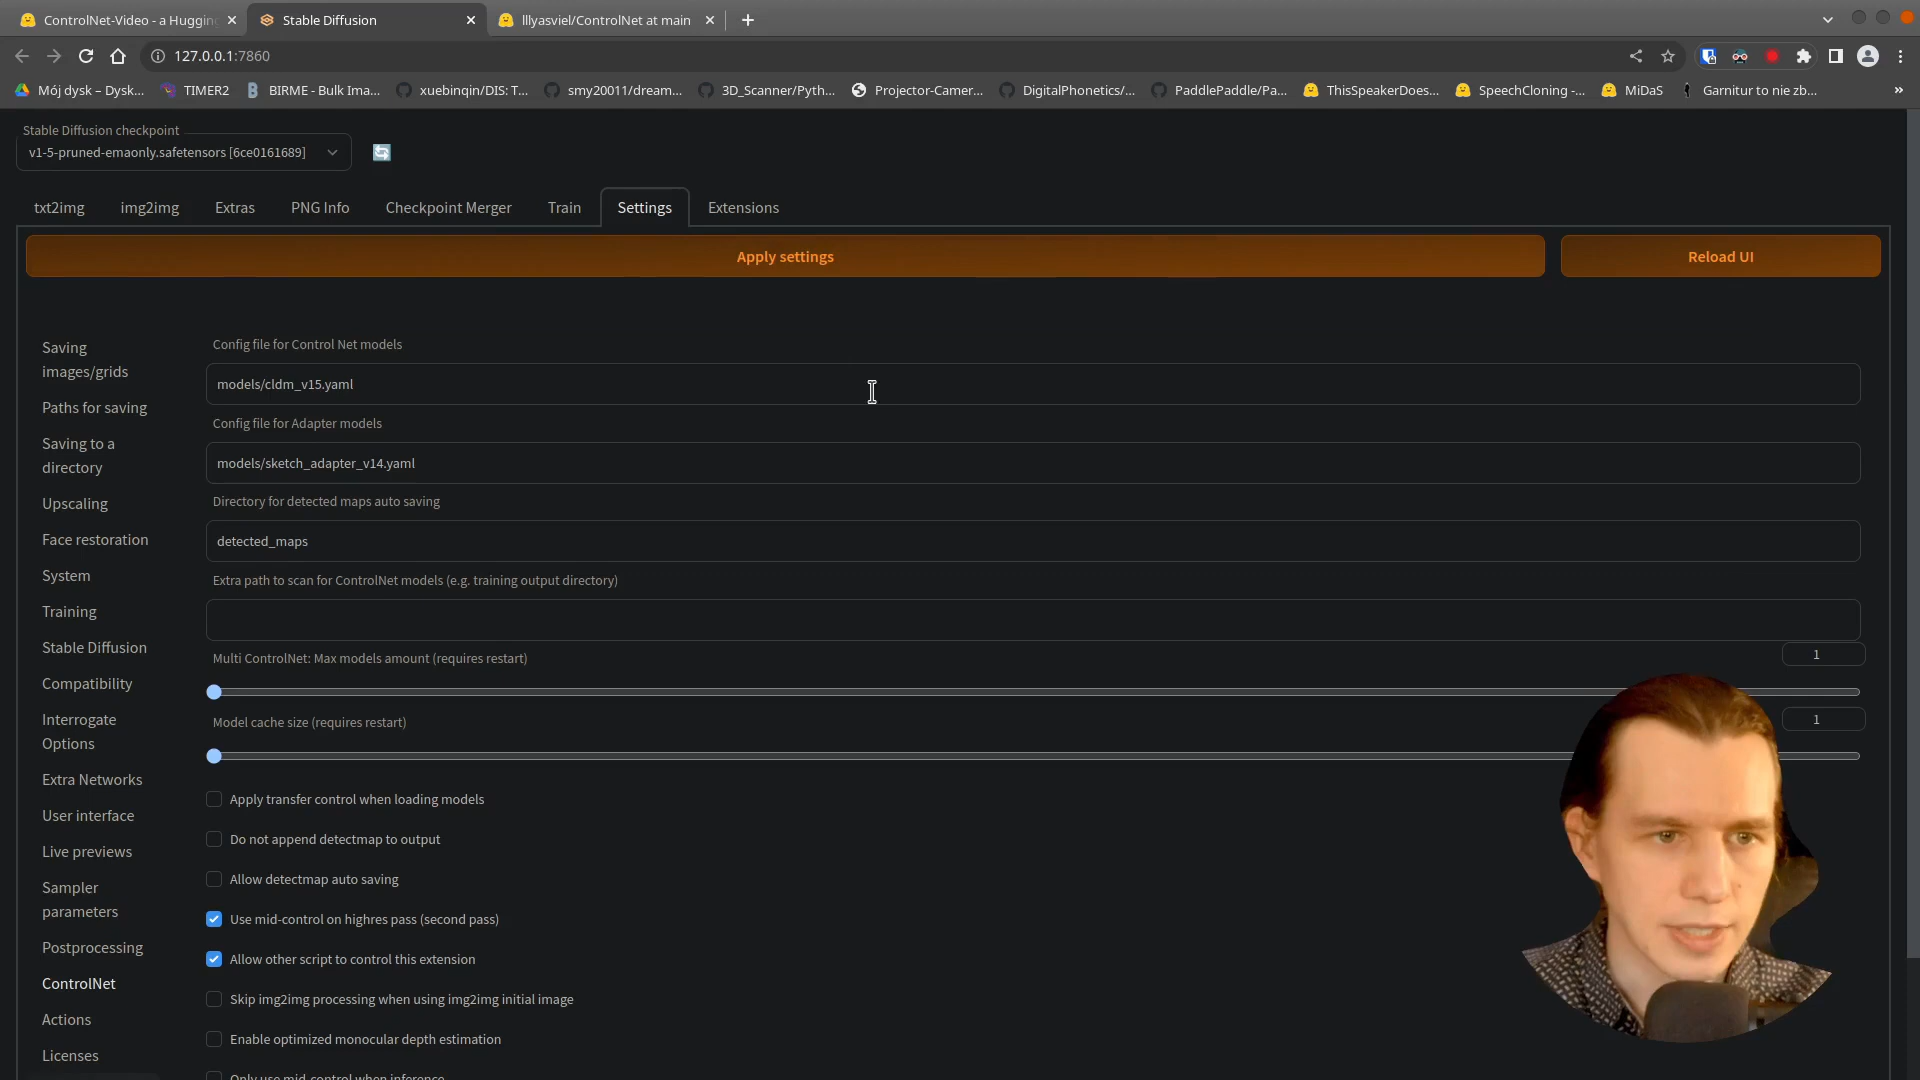 ControlNet-Video - a Hugging
Stable Diffusion
lllyasviel/ControlNet at main
127.0.0.1:7860
Mój dysk – Dysk...
TIMER2
BIRME - Bulk Ima...
xuebinqin/DIS: T...
smy20011/dream...
3D_Scanner/Pyth...
Projector-Camer...
DigitalPhonetics/...
PaddlePaddle/Pa...
ThisSpeakerDoes...
SpeechCloning -...
MiDaS
Garnitur to nie zb...
»
Stable Diffusion checkpoint
v1-5-pruned-emaonly.safetensors [6ce0161689]
txt2img
img2img
Extras
PNG Info
Checkpoint Merger
Train
Settings
Extensions
Apply settings
Reload UI
Saving
images/grids
Paths for saving
Saving to a
directory
Upscaling
Face restoration
System
Training
Stable Diffusion
Compatibility
Interrogate
Options
Extra Networks
User interface
Live previews
Sampler
parameters
Postprocessing
ControlNet
Actions
Licenses
Config file for Control Net models
models/cldm_v15.yaml
Config file for Adapter models
models/sketch_adapter_v14.yaml
Directory for detected maps auto saving
detected_maps
Extra path to scan for ControlNet models (e.g. training output directory)
Multi ControlNet: Max models amount (requires restart)
1
Model cache size (requires restart)
1
Apply transfer control when loading models
Do not append detectmap to output
Allow detectmap auto saving
Use mid-control on highres pass (second pass)
Allow other script to control this extension
Skip img2img processing when using img2img initial image
Enable optimized monocular depth estimation
Only use mid-control when inference